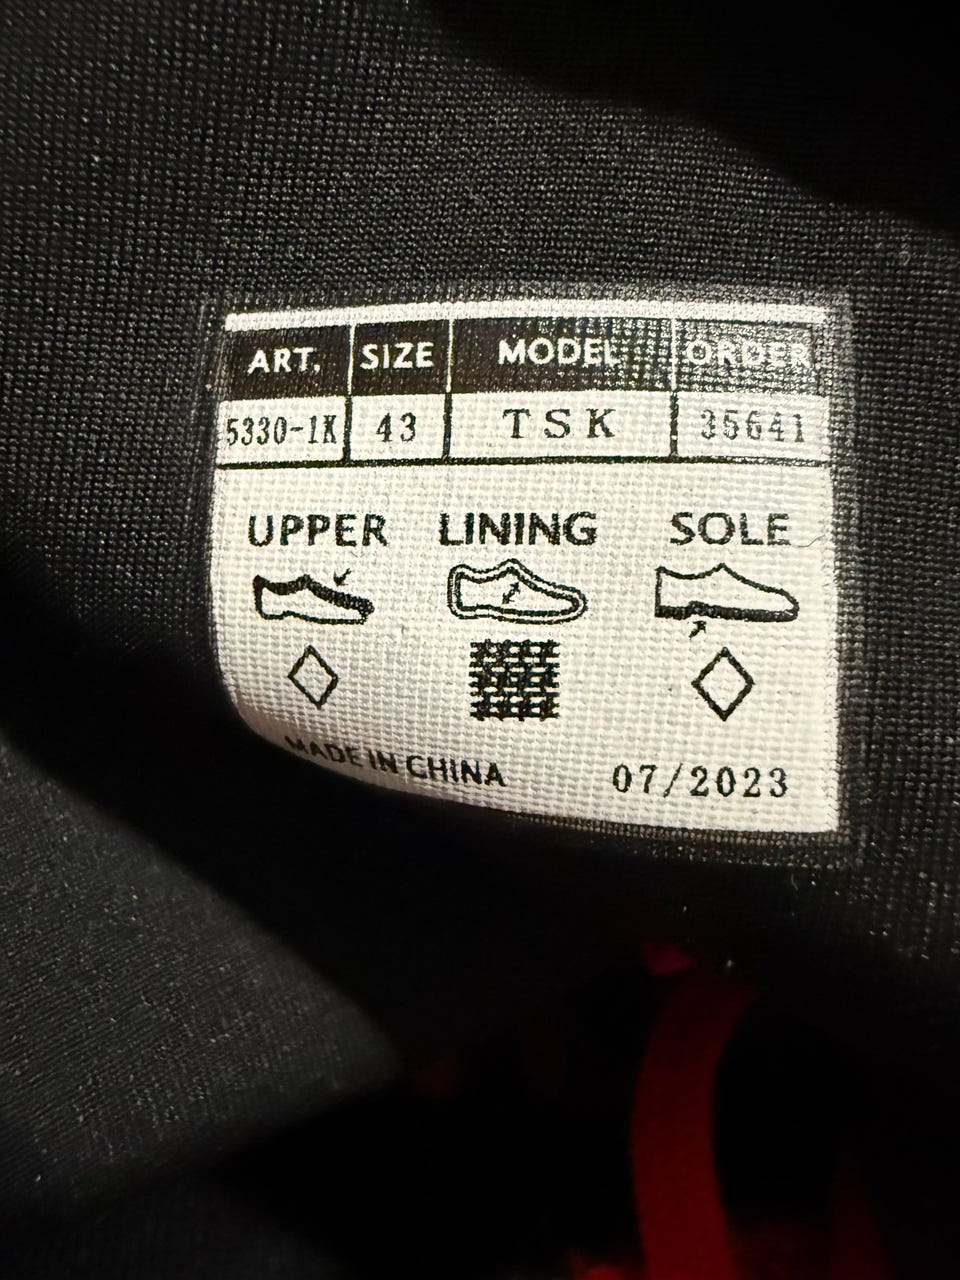 ART. SIZE MODEL ORDER
5330-1K 43 TSK 35641
UPPER LINING SOLE
MADE IN CHINA 07/2023